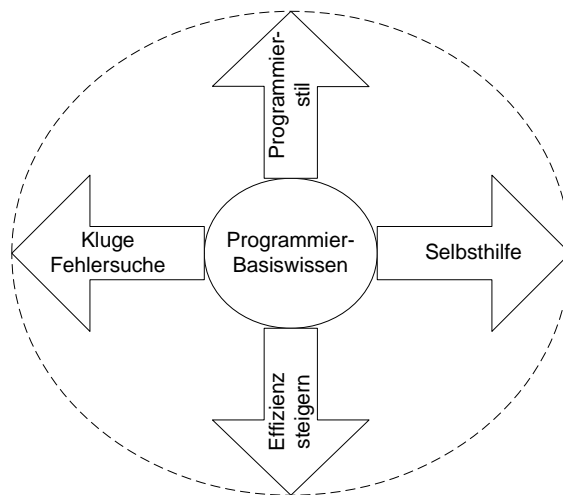 Programmier-
stil
Kluge
Fehlersuche
Programmier-
Basiswissen
Selbsthilfe
Effizienz
steigern